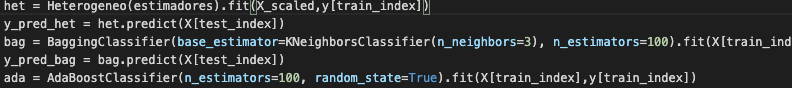 het = Heterogeneo(estimadores).fit(X_scaled,y[train_index])
y_pred_het = het.predict(X[test_index])
bag = BaggingClassifier(base_estimator=KNeighborsClassifier(n_neighbors=3), n_estimators=100).fit(X[train_ind
y_pred_bag = bag.predict(X[test_index])
ada = AdaBoostClassifier(n_estimators=100, random_state=True).fit(X[train_index],y[train_index])